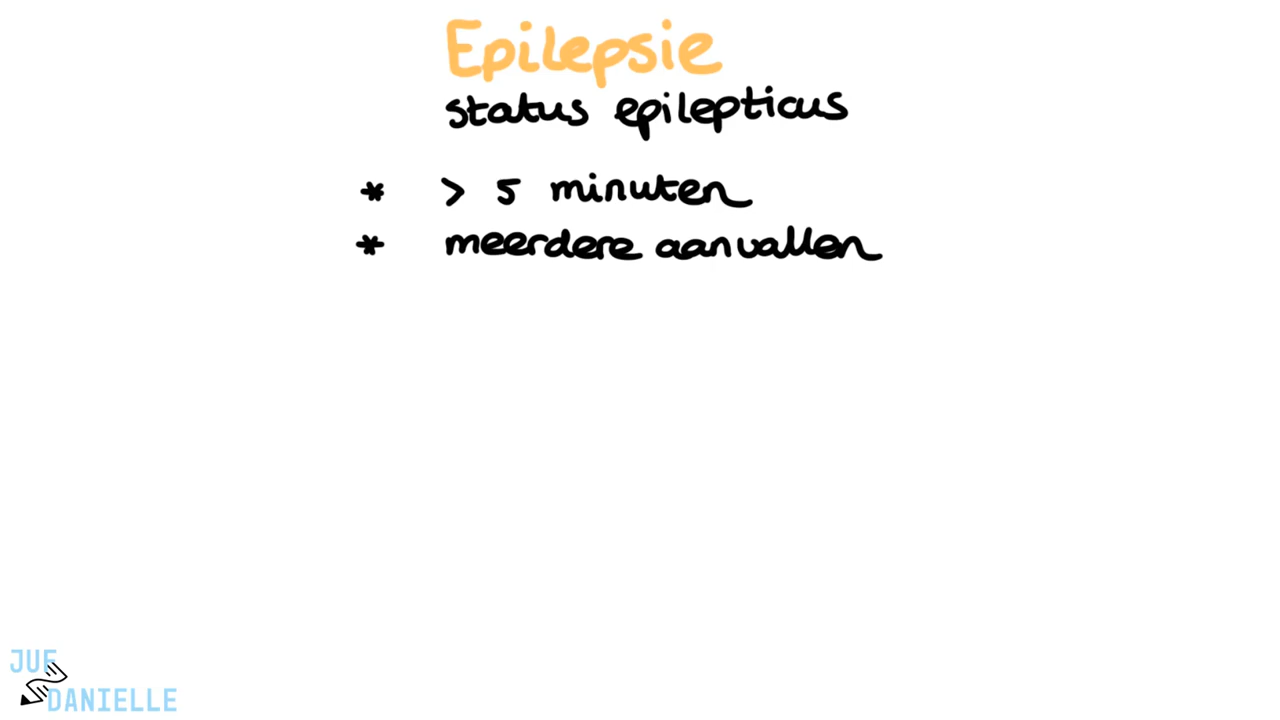 Epilepsie
status epilepticus
* > 5 minuten
* meerdere aanvallen
JUF
DANIELLE